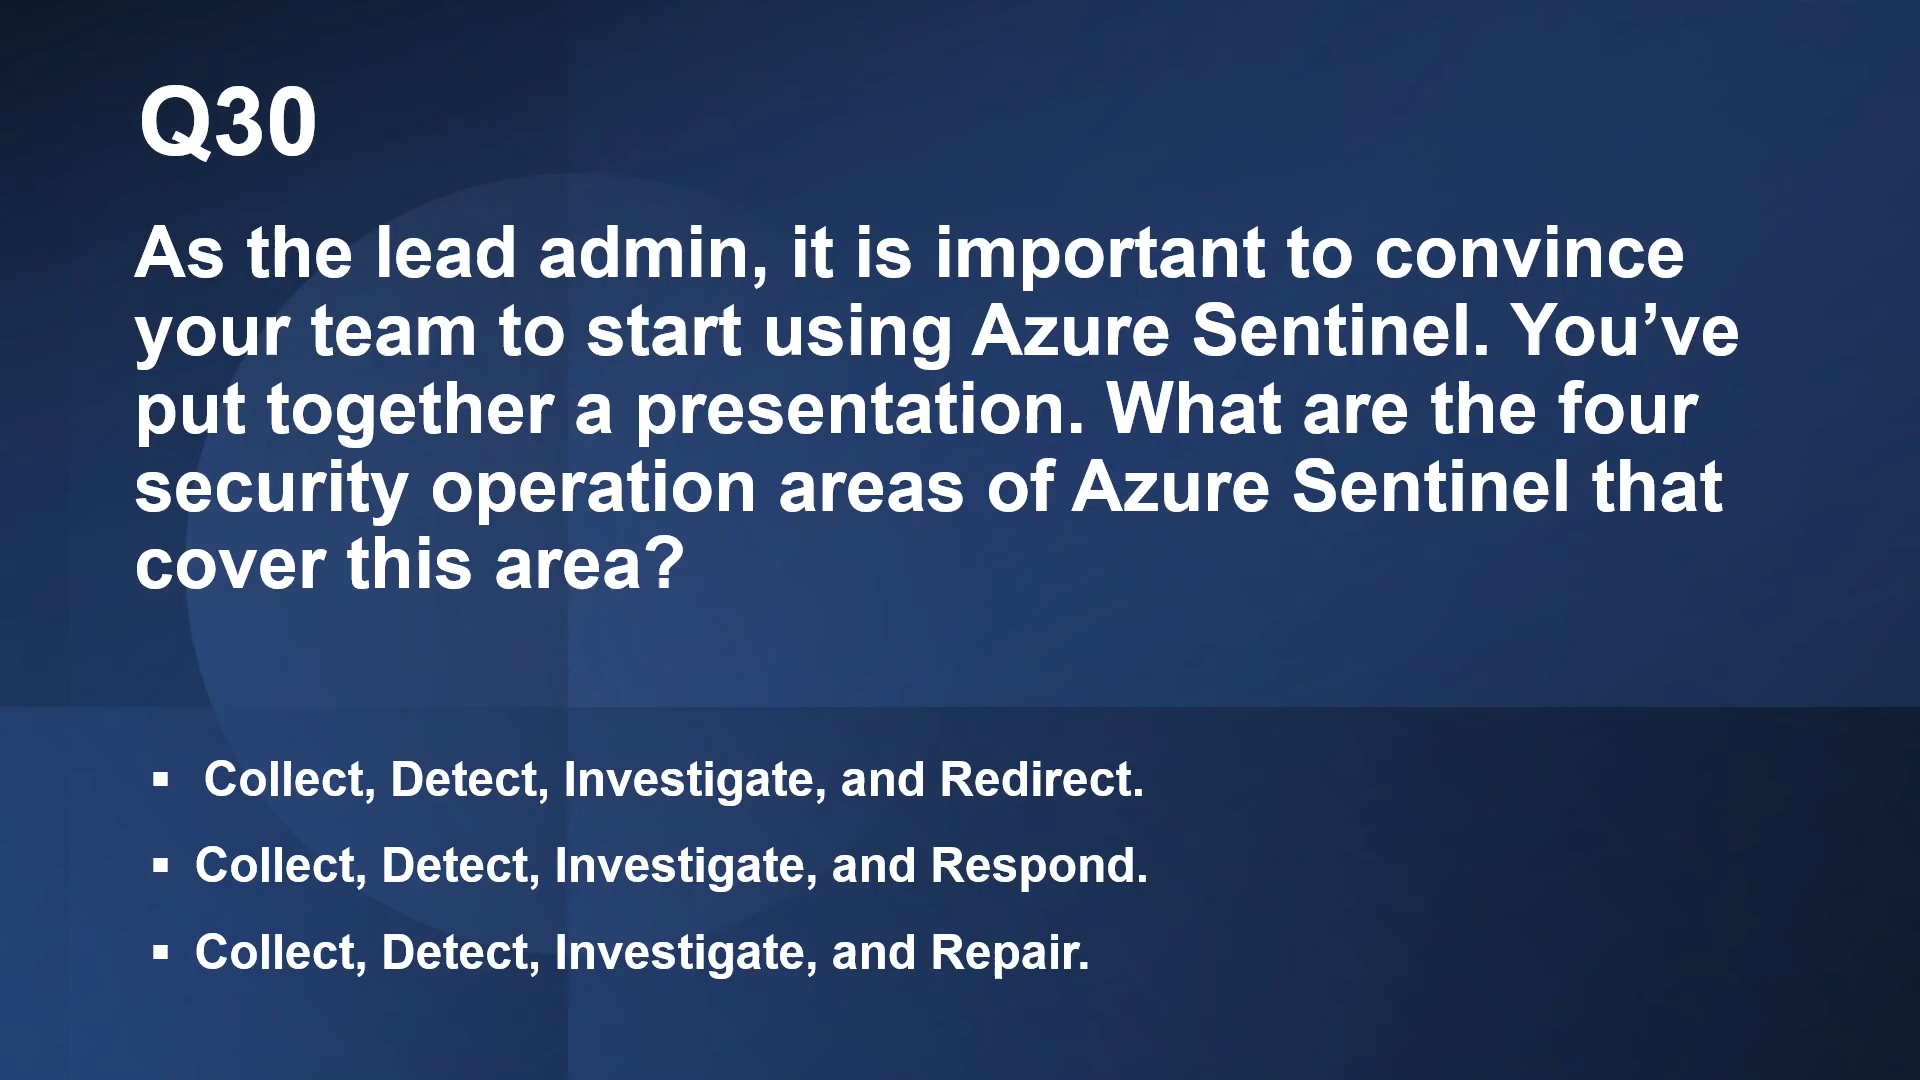 Q30
As the lead admin, it is important to convince
your team to start using Azure Sentinel. You’ve
put together a presentation. What are the four
security operation areas of Azure Sentinel that
cover this area?
▪ Collect, Detect, Investigate, and Redirect.
▪ Collect, Detect, Investigate, and Respond.
▪ Collect, Detect, Investigate, and Repair.